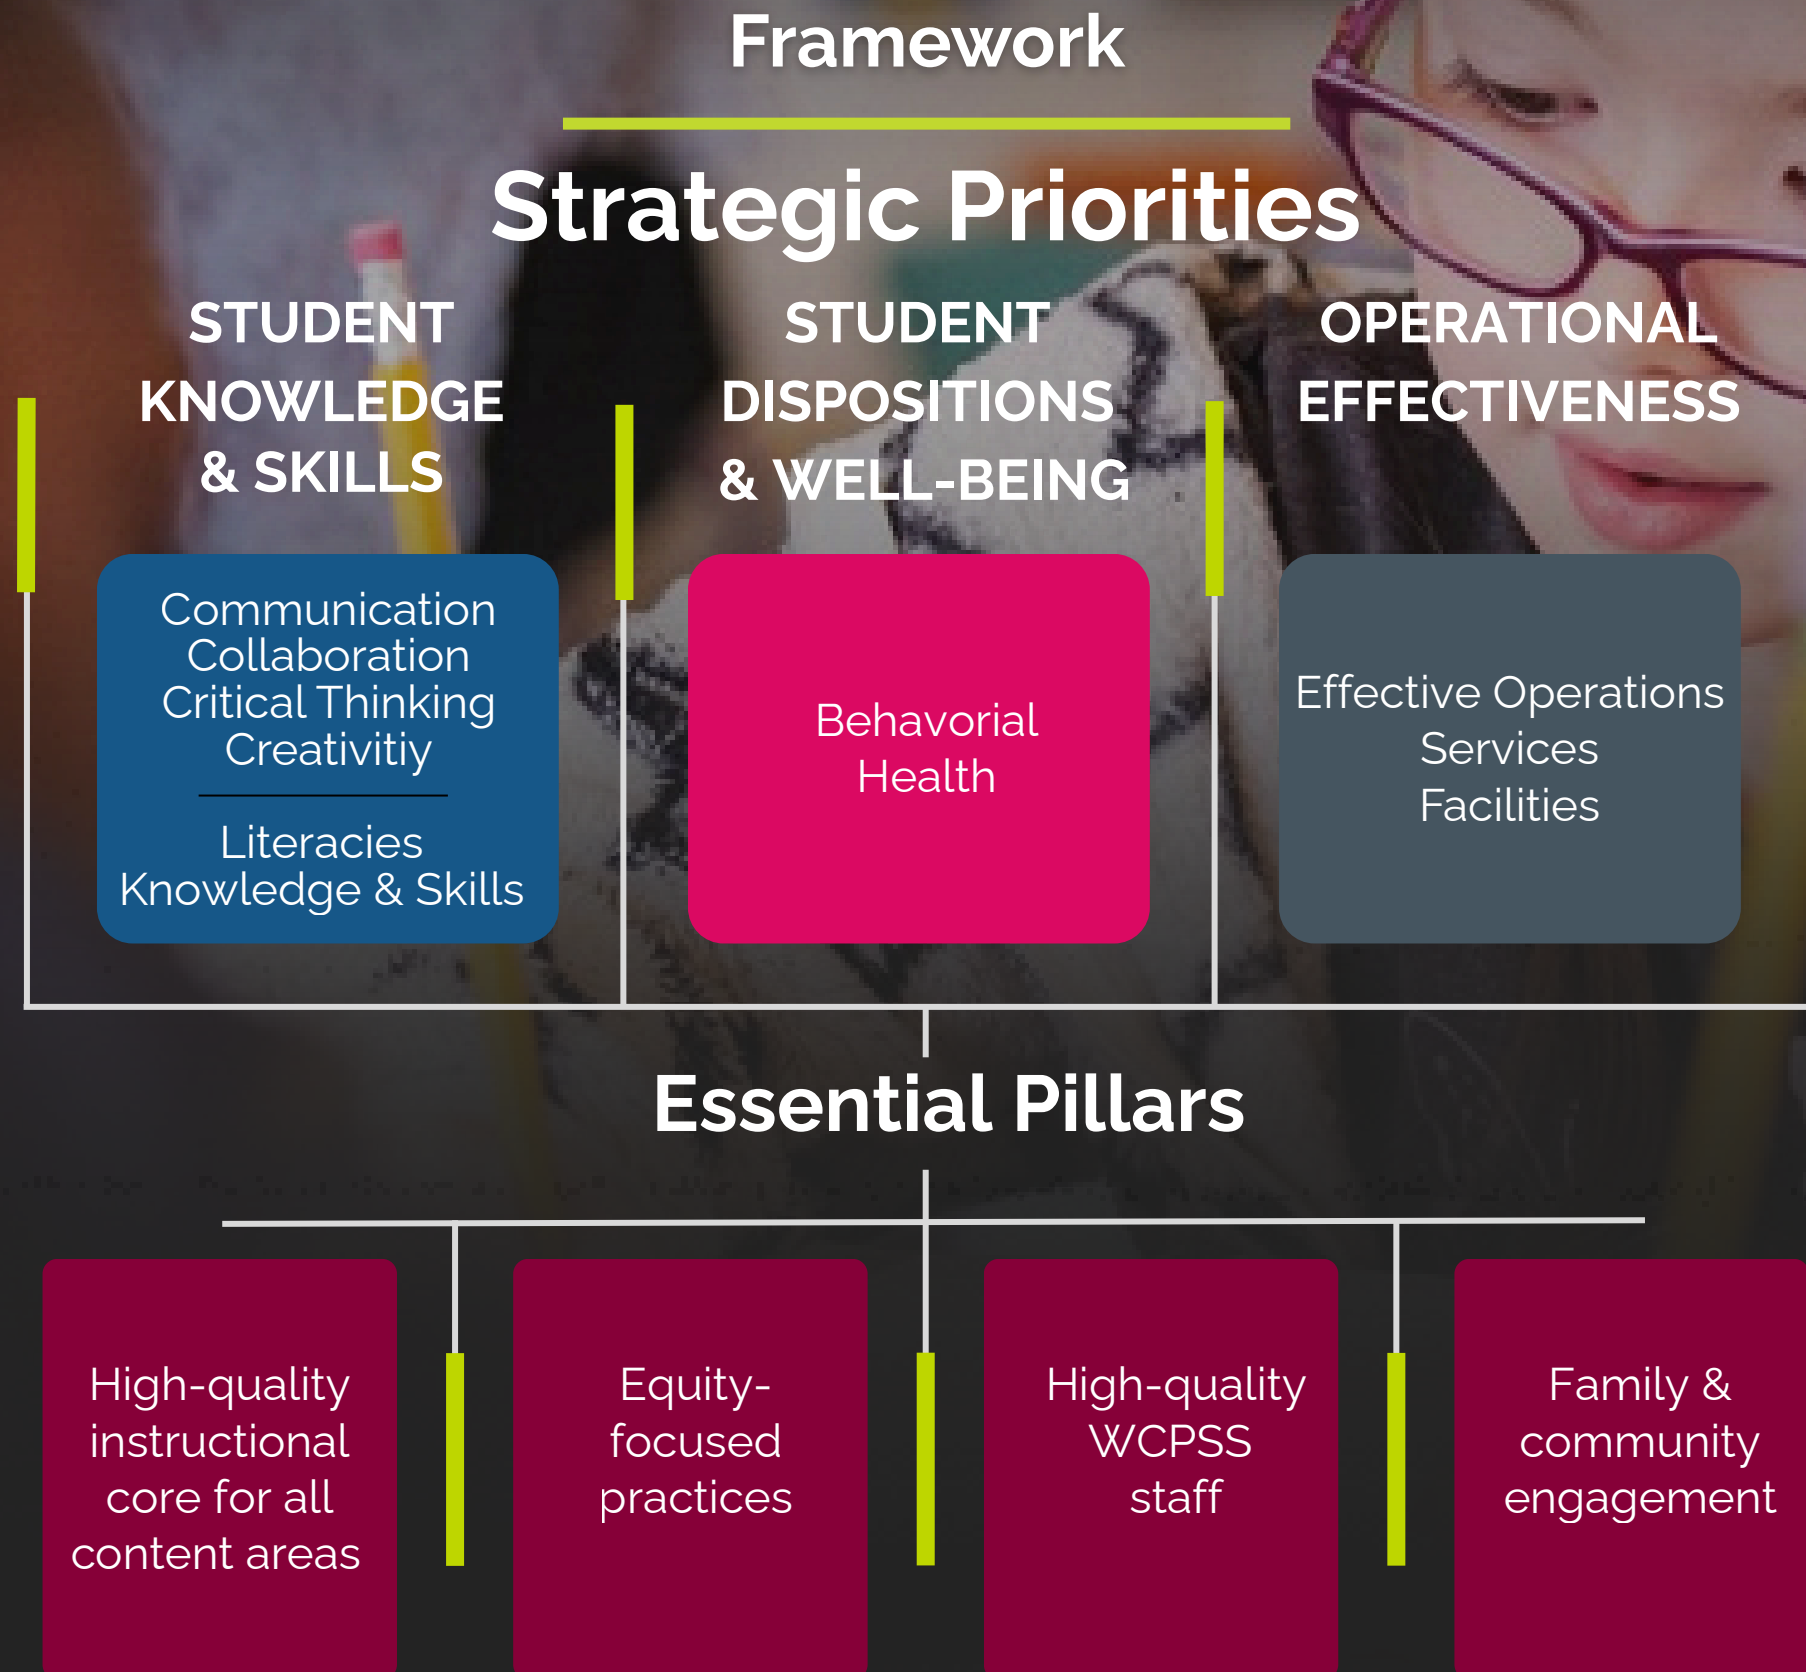 Framework
Strategic Priorities
STUDENT
KNOWLEDGE
& SKILLS
Communication
Collaboration
Critical Thinking
Creativitiy
Literacies
Knowledge & Skills
STUDENT
DISPOSITIONS
& WELL-BEING
Behavorial
Health
OPERATIONAL
EFFECTIVENESS
Effective Operations
Services
Facilities
Essential Pillars
High-quality
instructional
core for all
content areas
Equity-
focused
practices
High-quality
WCPSS
staff
Family &
community
engagement